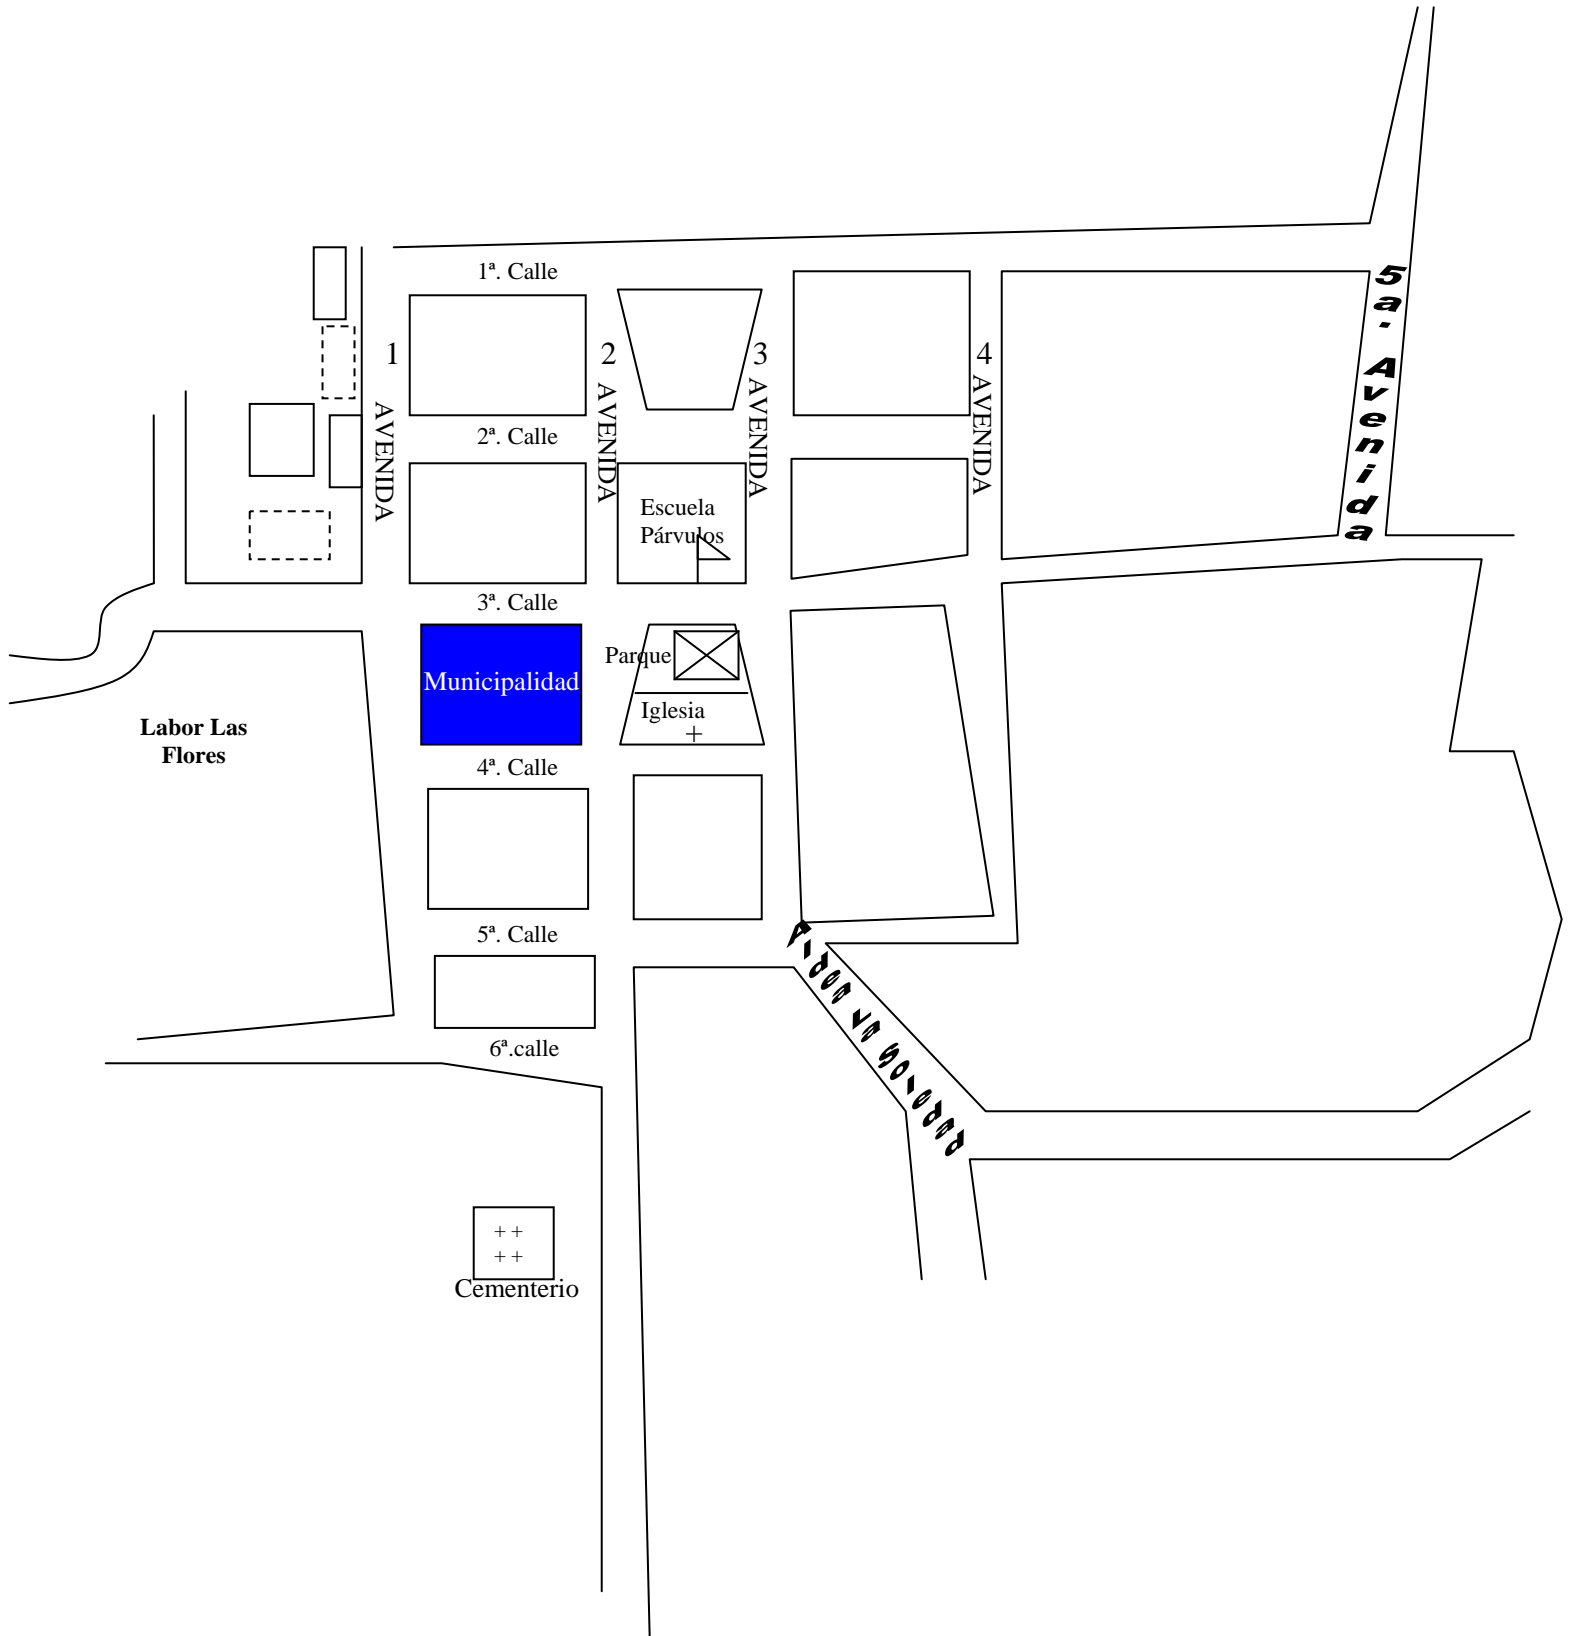 1ª. Calle
1
AVENIDA
2
AVENIDA
3
AVENIDA
4
AVENIDA
5a. Avenida
2ª. Calle
Escuela
Párvulos
3ª. Calle
Municipalidad
Parque
Iglesia
+
Labor Las
Flores
4ª. Calle
5ª. Calle
Aldea La Soledad
6ª.calle
+ +
+ +
Cementerio